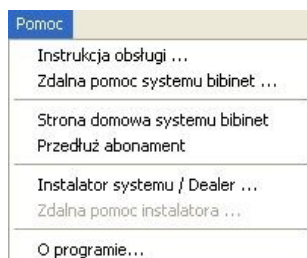 Pomoc
Instrukcja obsługi ...
Zdalna pomoc systemu bibinet ...
Strona domowa systemu bibinet
Przedłuż abonament
Instalator systemu / Dealer ...
Zdalna pomoc instalatora ...
O programie...